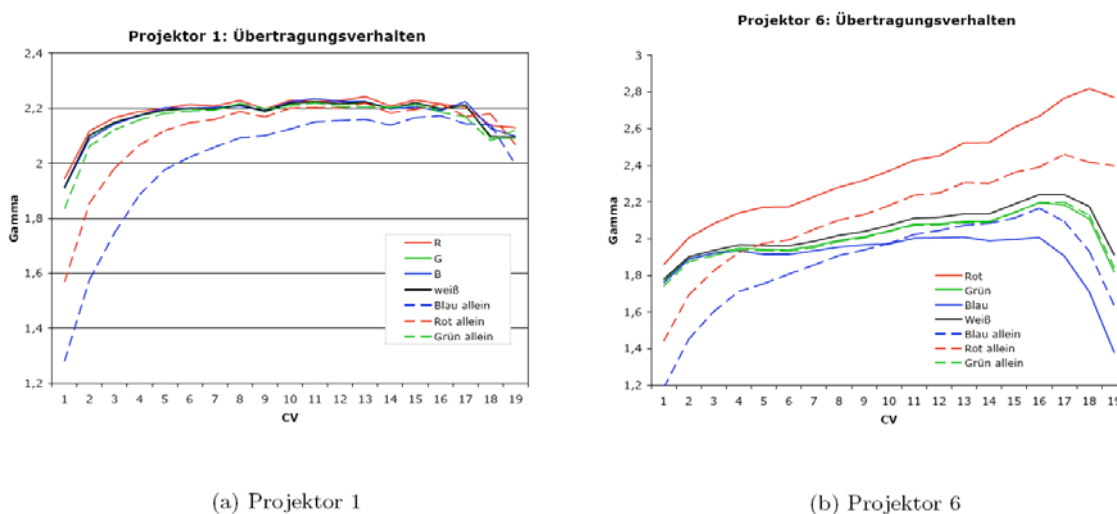 Projektor 1: Übertragungsverhalten
2,4
2,2
2
1,8
1,6
1,4
1,2
Gamma
R
G
B
weiß
Blau allein
Rot allein
Grün allein
1 2 3 4 5 6 7 8 9 10 11 12 13 14 15 16 17 18 19
CV
(a) Projektor 1
Projektor 6: Übertragungsverhalten
3
2,8
2,6
2,4
2,2
2
1,8
1,6
1,4
1,2
Gamma
Rot
Grün
Blau
Weiß
Blau allein
Rot allein
Grün allein
1 2 3 4 5 6 7 8 9 10 11 12 13 14 15 16 17 18 19
CV
(b) Projektor 6